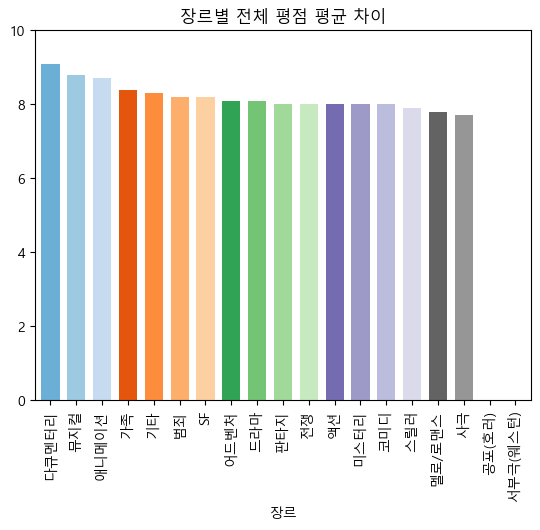 장르별 전체 평점 평균 차이
10
8
6
4
2
0
다큐멘터리
뮤지컬
애니메이션
가족
기타
범죄
SF
어드벤처
드라마
판타지
전쟁
액션
미스터리
코미디
스릴러
멜로/로맨스
사극
공포(호러)
서부극(웨스턴)
장르